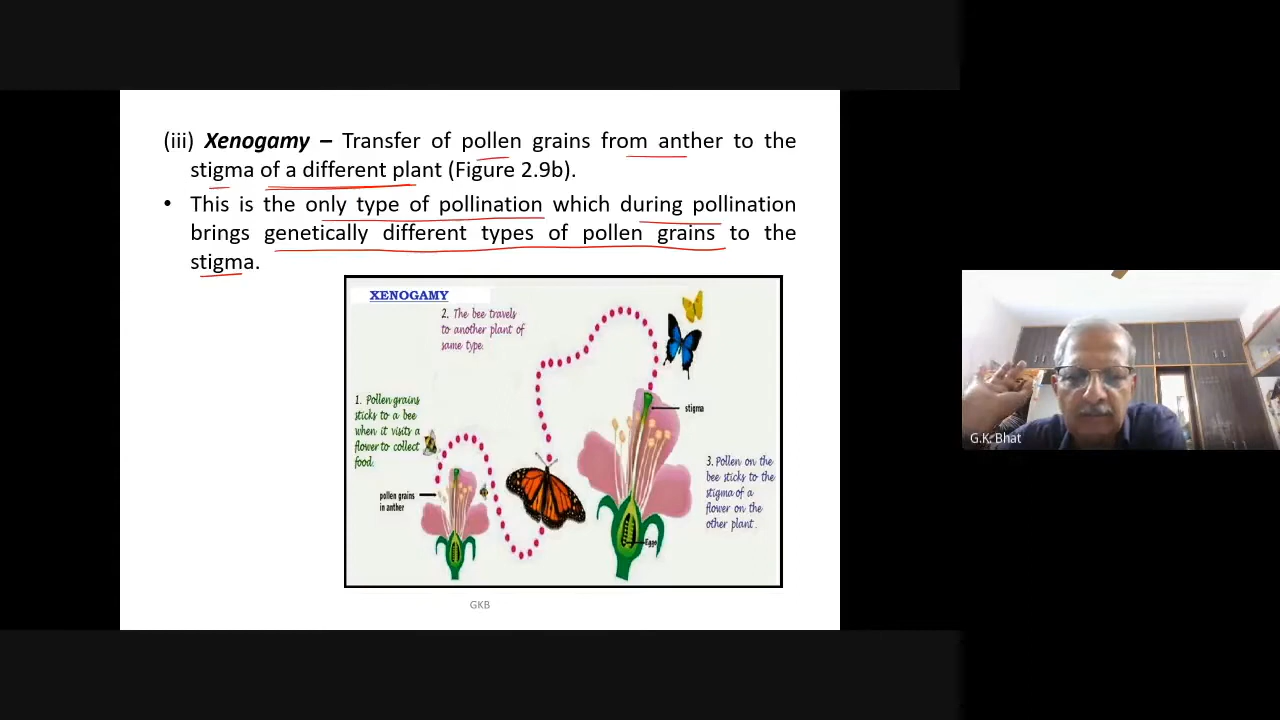 (iii) Xenogamy – Transfer of pollen grains from anther to the
stigma of a different plant (Figure 2.9b).
• This is the only type of pollination which during pollination
brings genetically different types of pollen grains to the
stigma.
XENOGAMY
2. The bee travels
to another plant of
same type.
1. Pollen grains
sticks to a bee
when it visits a
flower to collect
food.
pollen grains
in anther
stigma
3. Pollen on the
bee sticks to the
stigma of a
flower on the
other plant.
Eggs
GKB
G.K. Bhat